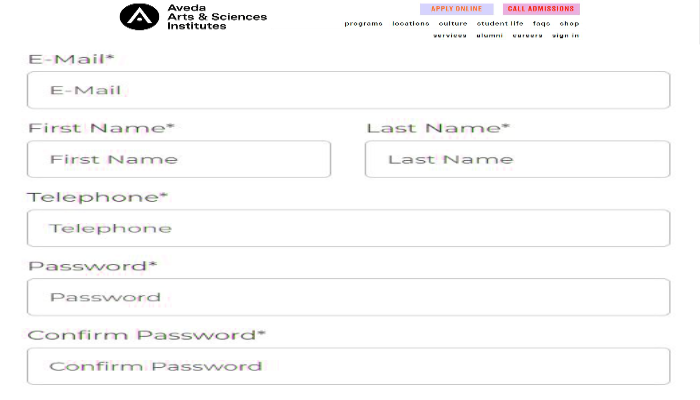 Aveda
Arts & Sciences
Institutes
APPLY ONLINE CALL ADMISSIONS
programs locations culture student life faqs shop
services alumni careers sign in
E-Mail*
E-Mail
First Name* Last Name*
First Name Last Name
Telephone*
Telephone
Password*
Password
Confirm Password*
Confirm Password